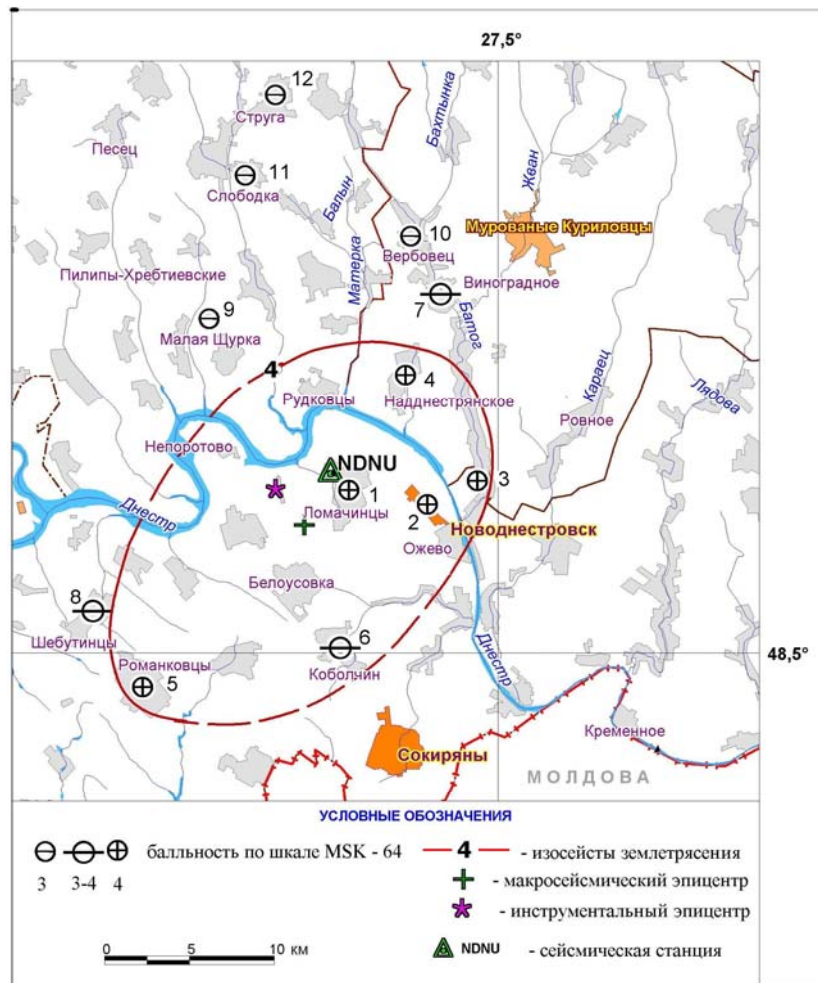 27,5°
12
Струга
Песец
Бахтынка
Жван
11
Слободка
Балын
10
Вербовец
Мурованые Куриловцы
Пилипы-Хребтиевские
Матерка
Виноградное
7
9
Малая Щурка
Батог
4
4
Надднестрянское
Рудковцы
Караец
Лядова
Ровное
Непоротово
NDNU
3
1
Ломачинцы
2
Новоднестровск
Днестр
Ожево
Белоусовка
8
Шебутинцы
6
Коболчин
Днестр
48,5°
Романковцы
5
Сокиряны
Кременное
МОЛДОВА
УСЛОВНЫЕ ОБОЗНАЧЕНИЯ
балльность по шкале MSK - 64
3 3-4 4
4 - изосейсты землетрясения
- макросейсмический эпицентр
- инструментальный эпицентр
NDNU - сейсмическая станция
0 5 10 км